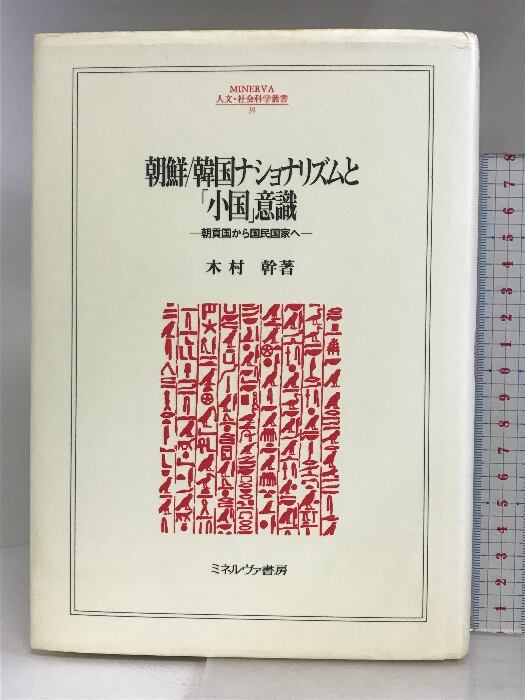 MINERVA
人文・社会科学叢書
39
朝鮮/韓国ナショナリズムと
「小国」意識
─朝貢国から国民国家へ─
木村 幹著
ミネルヴァ書房